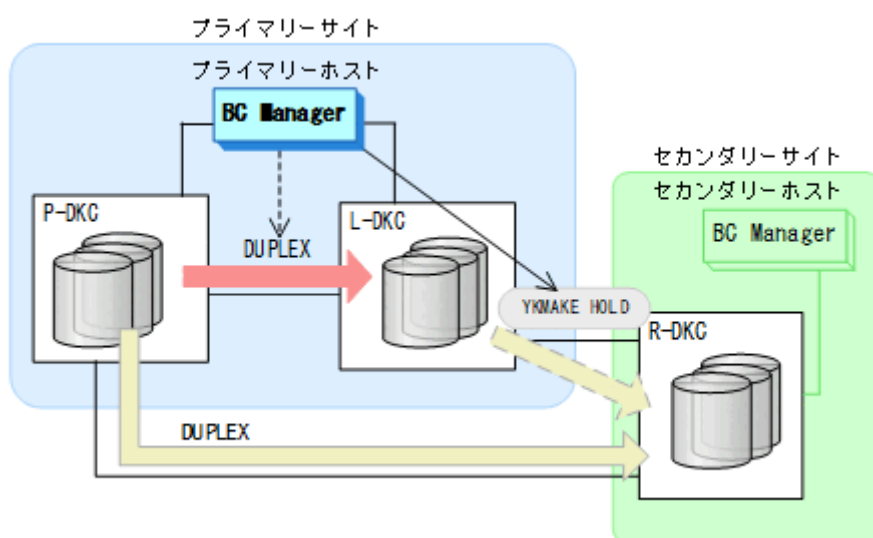 プライマリーサイト
プライマリーホスト
BC Manager
セカンダリーサイト
セカンダリーホスト
P-DKC
L-DKC
BC Manager
DUPLEX
YKMAKE HOLD
R-DKC
DUPLEX